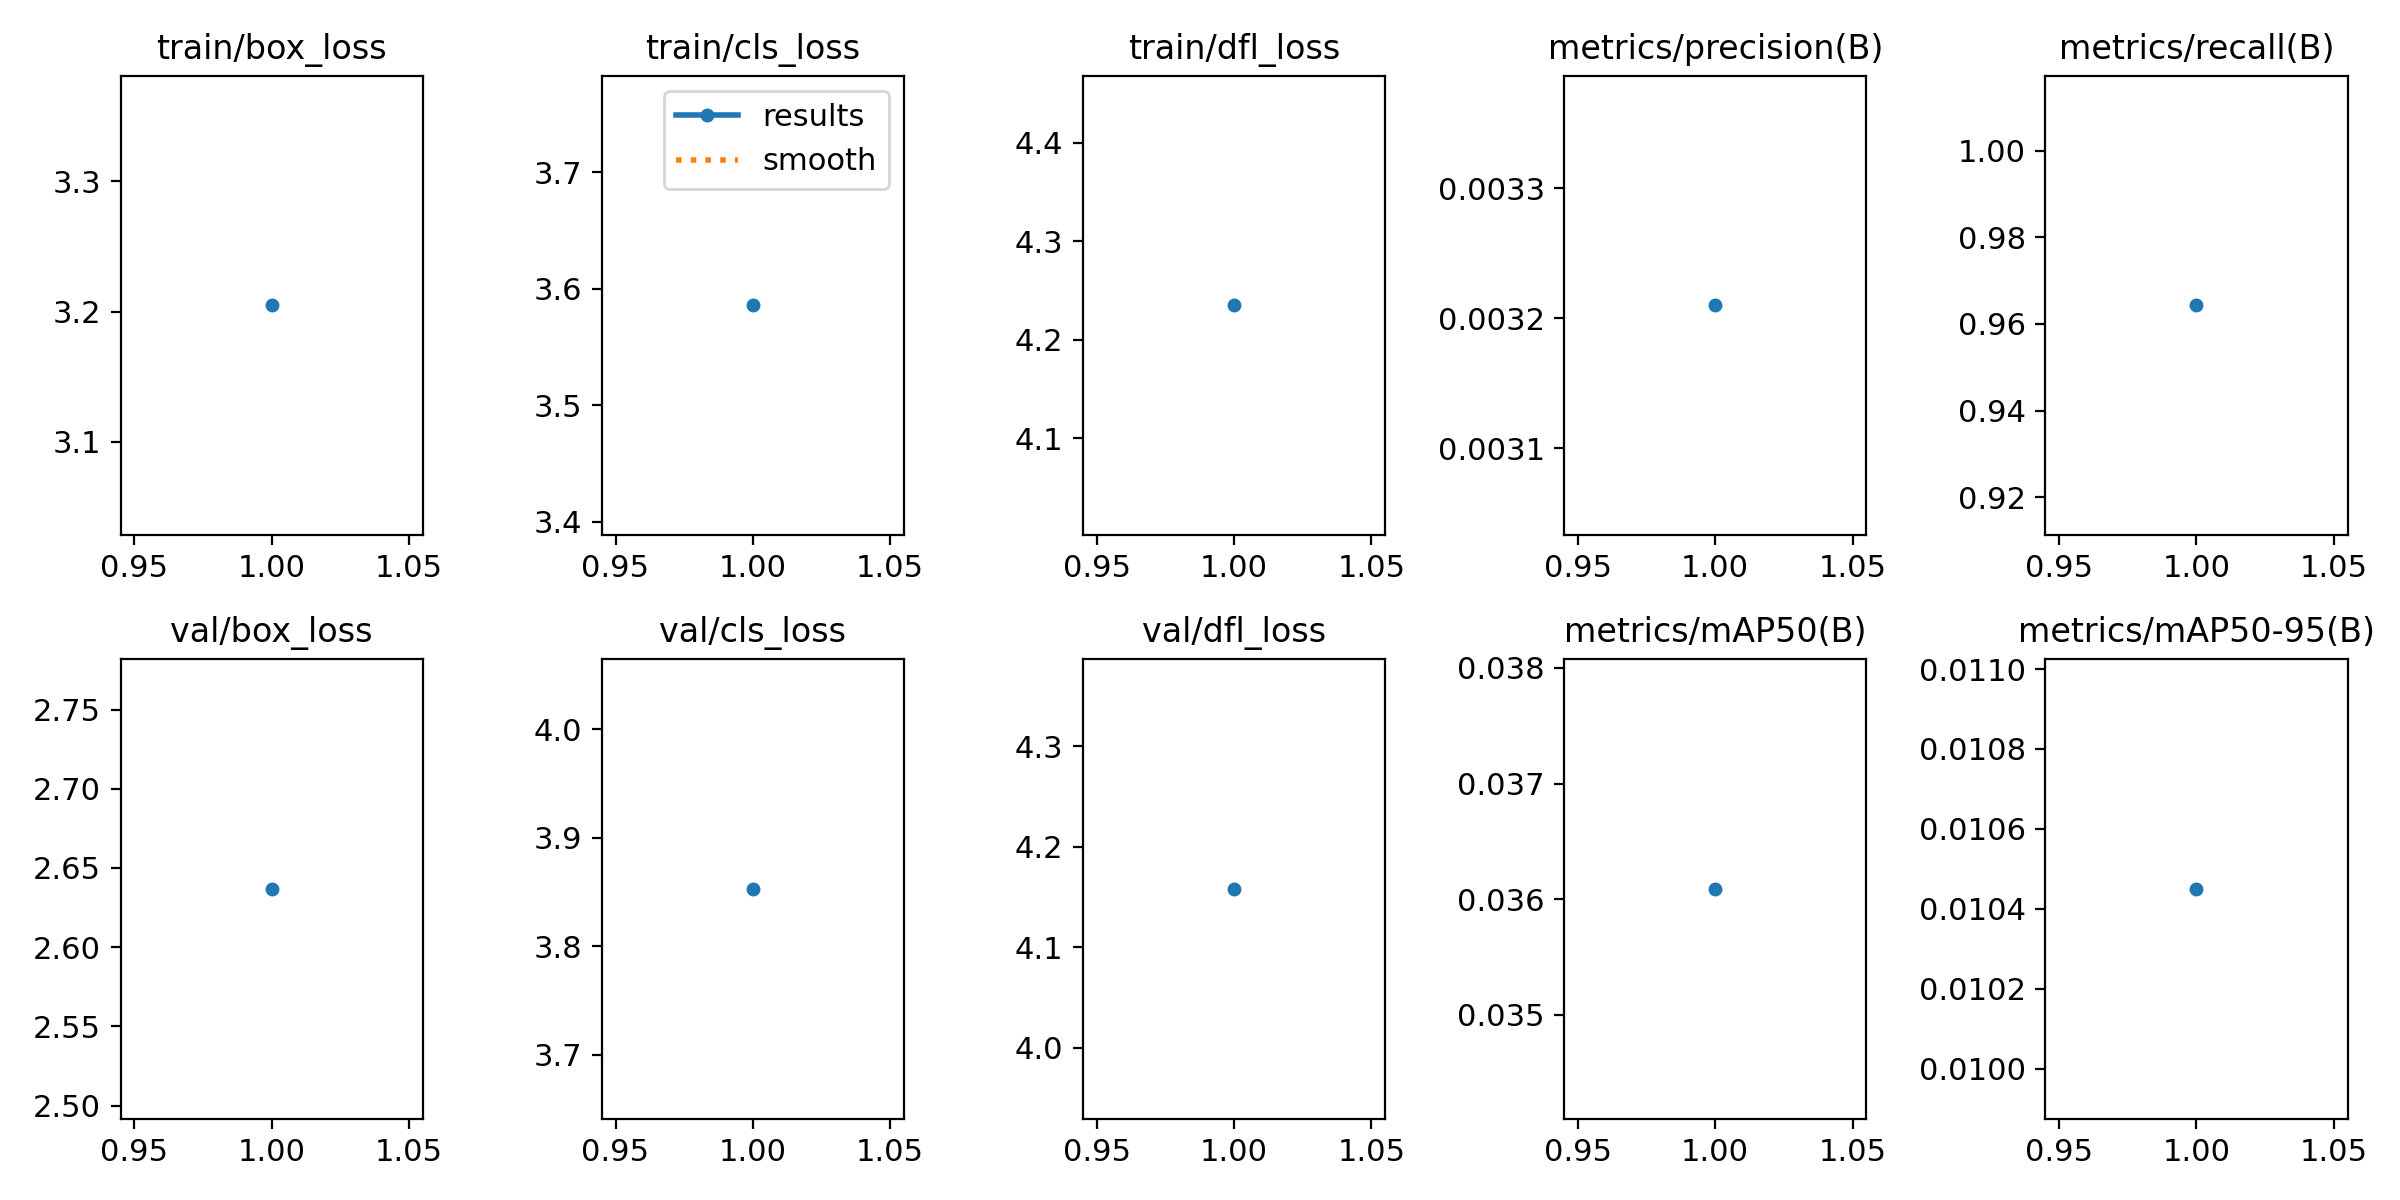 train/box_loss
3.3
3.2
3.1
0.95 1.00 1.05
train/cls_loss
results
smooth
3.7
3.6
3.5
3.4
0.95 1.00 1.05
train/dfl_loss
4.4
4.3
4.2
4.1
0.95 1.00 1.05
metrics/precision(B)
0.0033
0.0032
0.0031
0.95 1.00 1.05
metrics/recall(B)
1.00
0.98
0.96
0.94
0.92
0.95 1.00 1.05
val/box_loss
2.75
2.70
2.65
2.60
2.55
2.50
0.95 1.00 1.05
val/cls_loss
4.0
3.9
3.8
3.7
0.95 1.00 1.05
val/dfl_loss
4.3
4.2
4.1
4.0
0.95 1.00 1.05
metrics/mAP50(B)
0.038
0.037
0.036
0.035
0.95 1.00 1.05
metrics/mAP50-95(B)
0.0110
0.0108
0.0106
0.0104
0.0102
0.0100
0.95 1.00 1.05